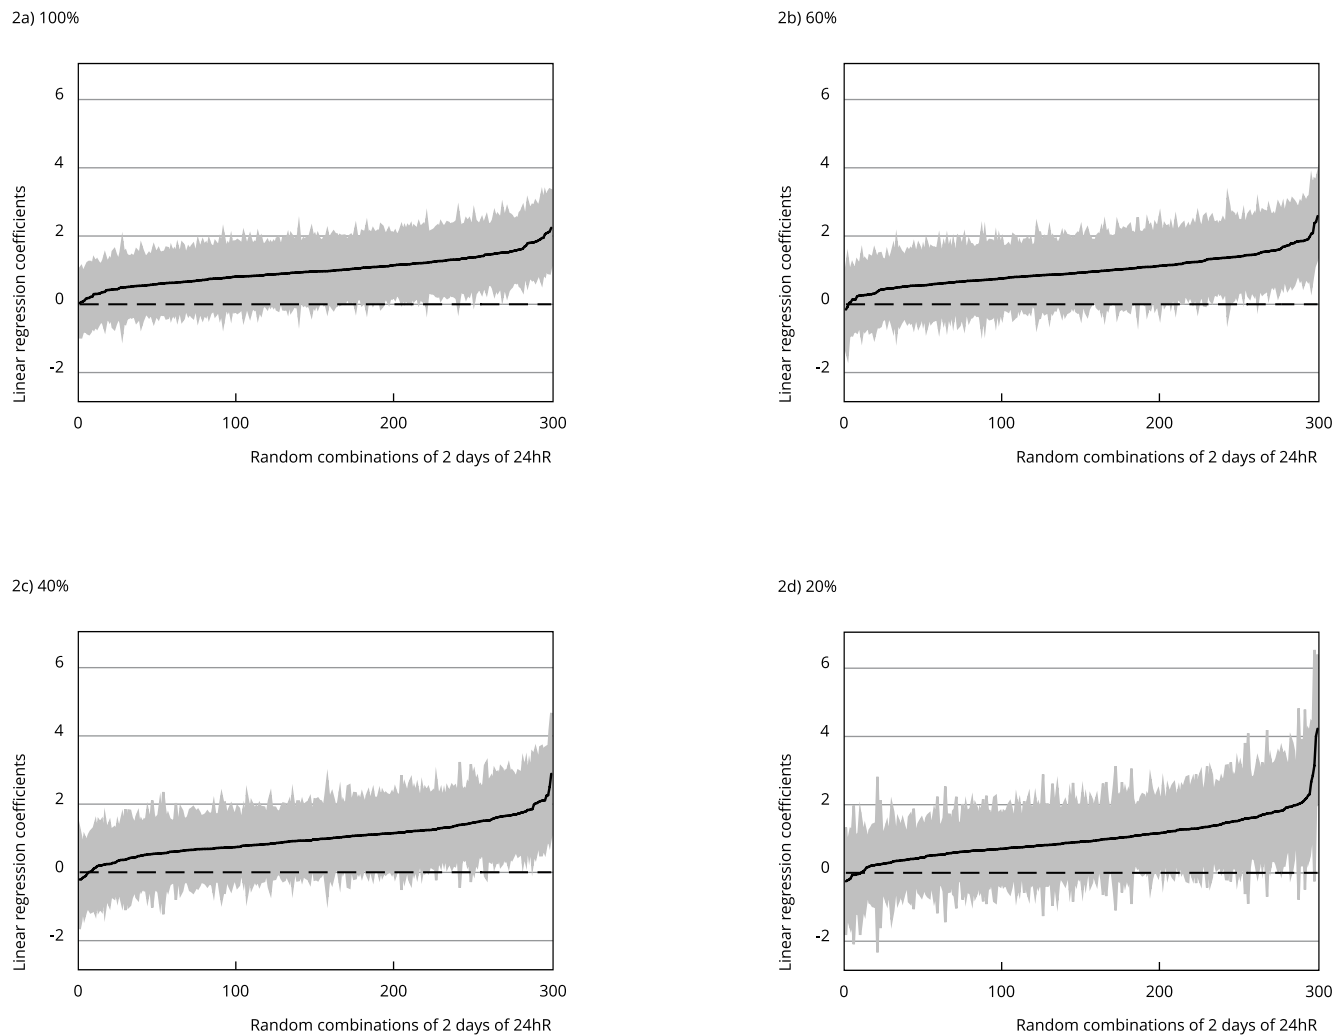 2a) 100%
6
4
2
0
-2
Linear regression coefficients
0 100 200 300
Random combinations of 2 days of 24hR
2b) 60%
6
4
2
0
-2
Linear regression coefficients
0 100 200 300
Random combinations of 2 days of 24hR
2c) 40%
6
4
2
0
-2
Linear regression coefficients
0 100 200 300
Random combinations of 2 days of 24hR
2d) 20%
6
4
2
0
-2
Linear regression coefficients
0 100 200 300
Random combinations of 2 days of 24hR